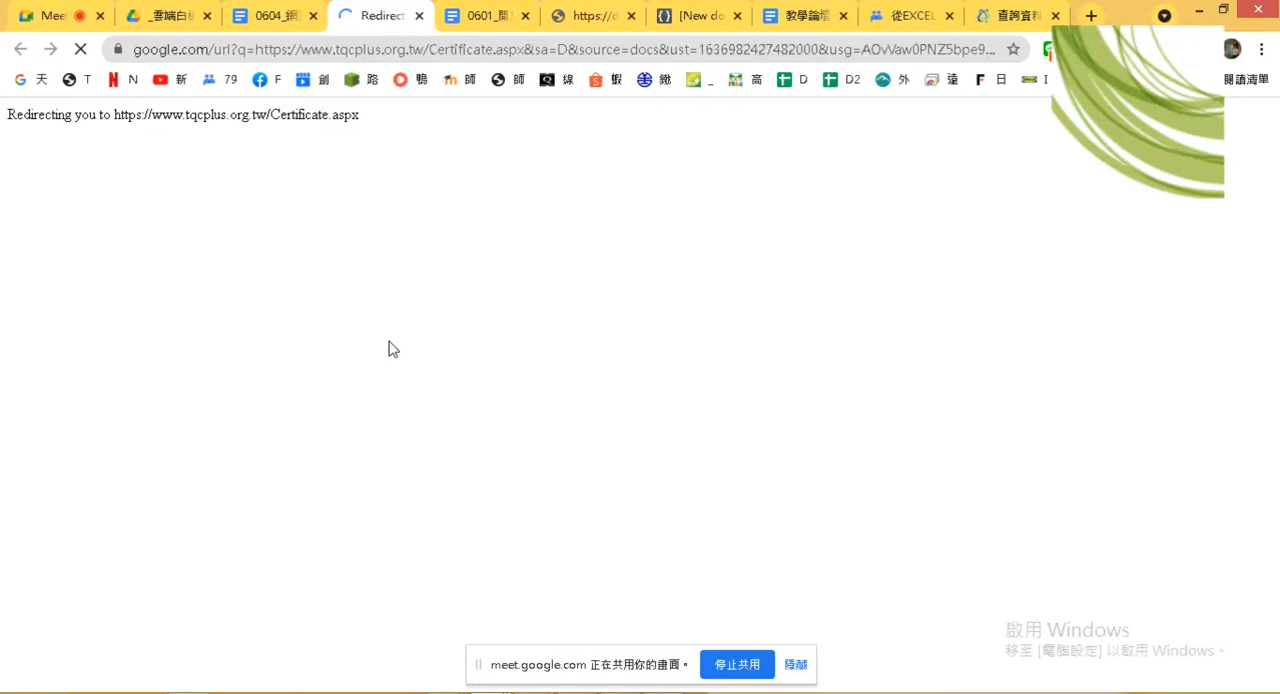 Meet
_雲端白板
0604_網
Redirect
0601_開
https://d
[New do
教學論壇
從EXCEL
查詢資料
google.com/url?q=https://www.tqcplus.org.tw/Certificate.aspx&sa=D&source=docs&ust=1636982427482000&usg=AOvVaw0PNZ5bpe9...
天 T N 新 79 F 創 路 鴨 師 師 線 蝦 鐵 _ 高 D D2 外 遠 日 I
閱讀清單
Redirecting you to https://www.tqcplus.org.tw/Certificate.aspx
啟用 Windows
移至 [電腦設定] 以啟用 Windows。
meet.google.com 正在共用你的畫面。 停止共用 隱藏